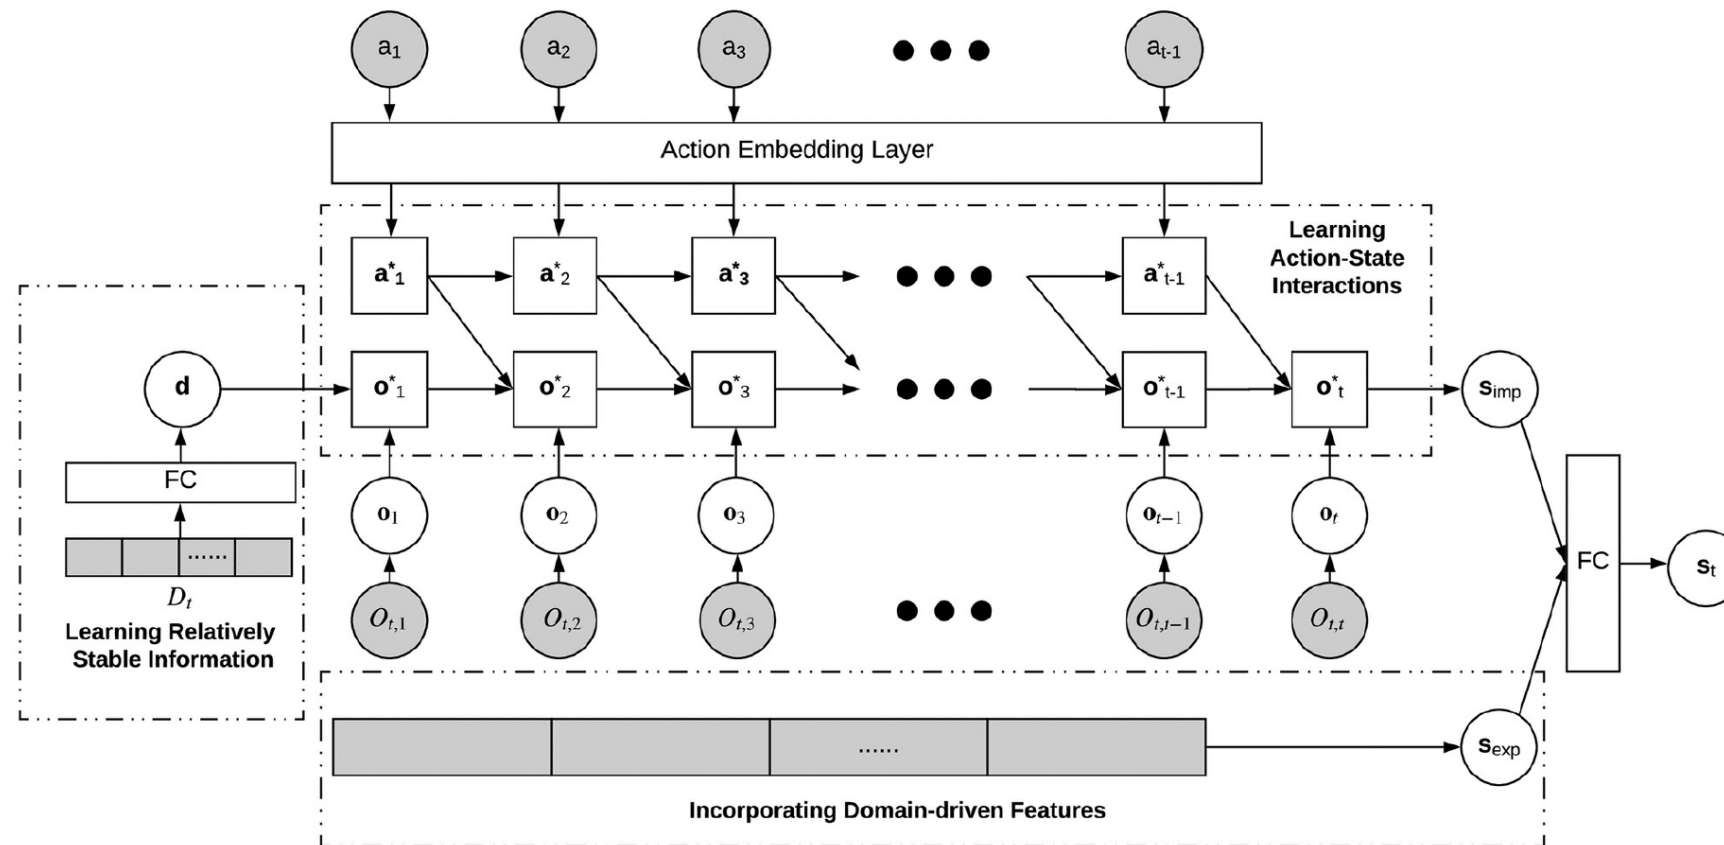 a1 a2 a3 at-1
Action Embedding Layer
Learning
Action-State
Interactions
a*1 a*2 a*3 a*t-1
d o*1 o*2 o*3 o*t-1 o*t simp
FC
o1 o2 o3 ot−1 ot
FC
st
......
Dt
Ot,1 Ot,2 Ot,3 Ot,t−1 Ot,t
Learning Relatively
Stable Information
......
sexp
Incorporating Domain-driven Features